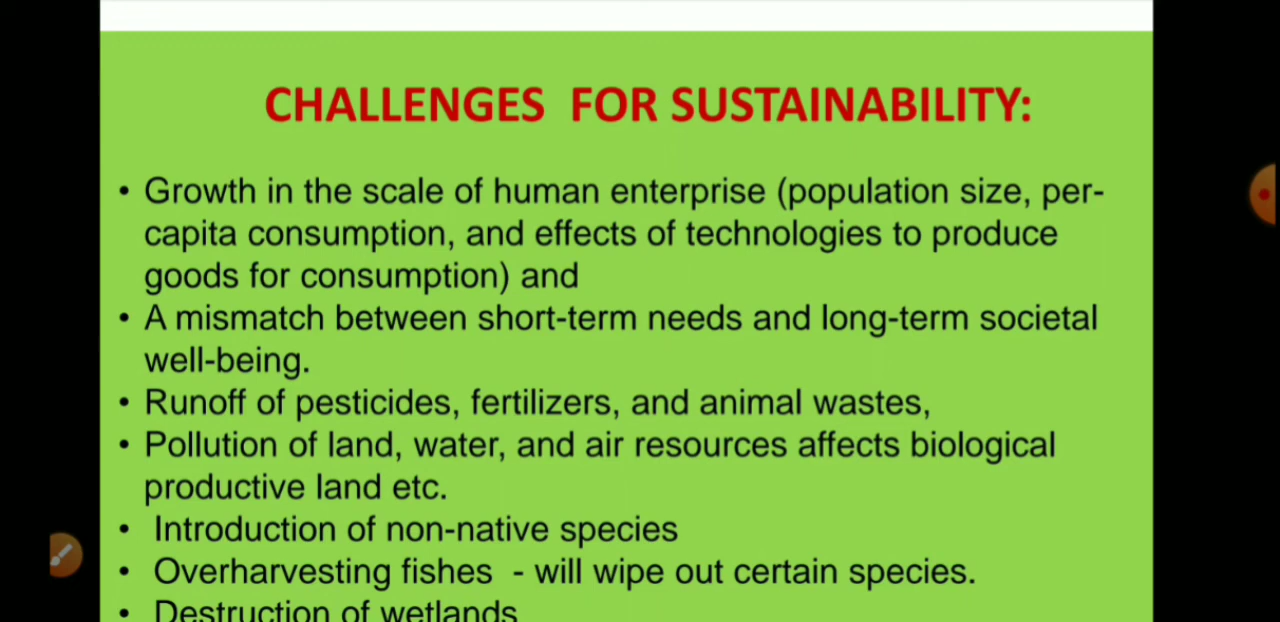 CHALLENGES FOR SUSTAINABILITY:
• Growth in the scale of human enterprise (population size, per-
capita consumption, and effects of technologies to produce
goods for consumption) and
• A mismatch between short-term needs and long-term societal
well-being.
• Runoff of pesticides, fertilizers, and animal wastes,
• Pollution of land, water, and air resources affects biological
productive land etc.
• Introduction of non-native species
• Overharvesting fishes - will wipe out certain species.
• Destruction of wetlands